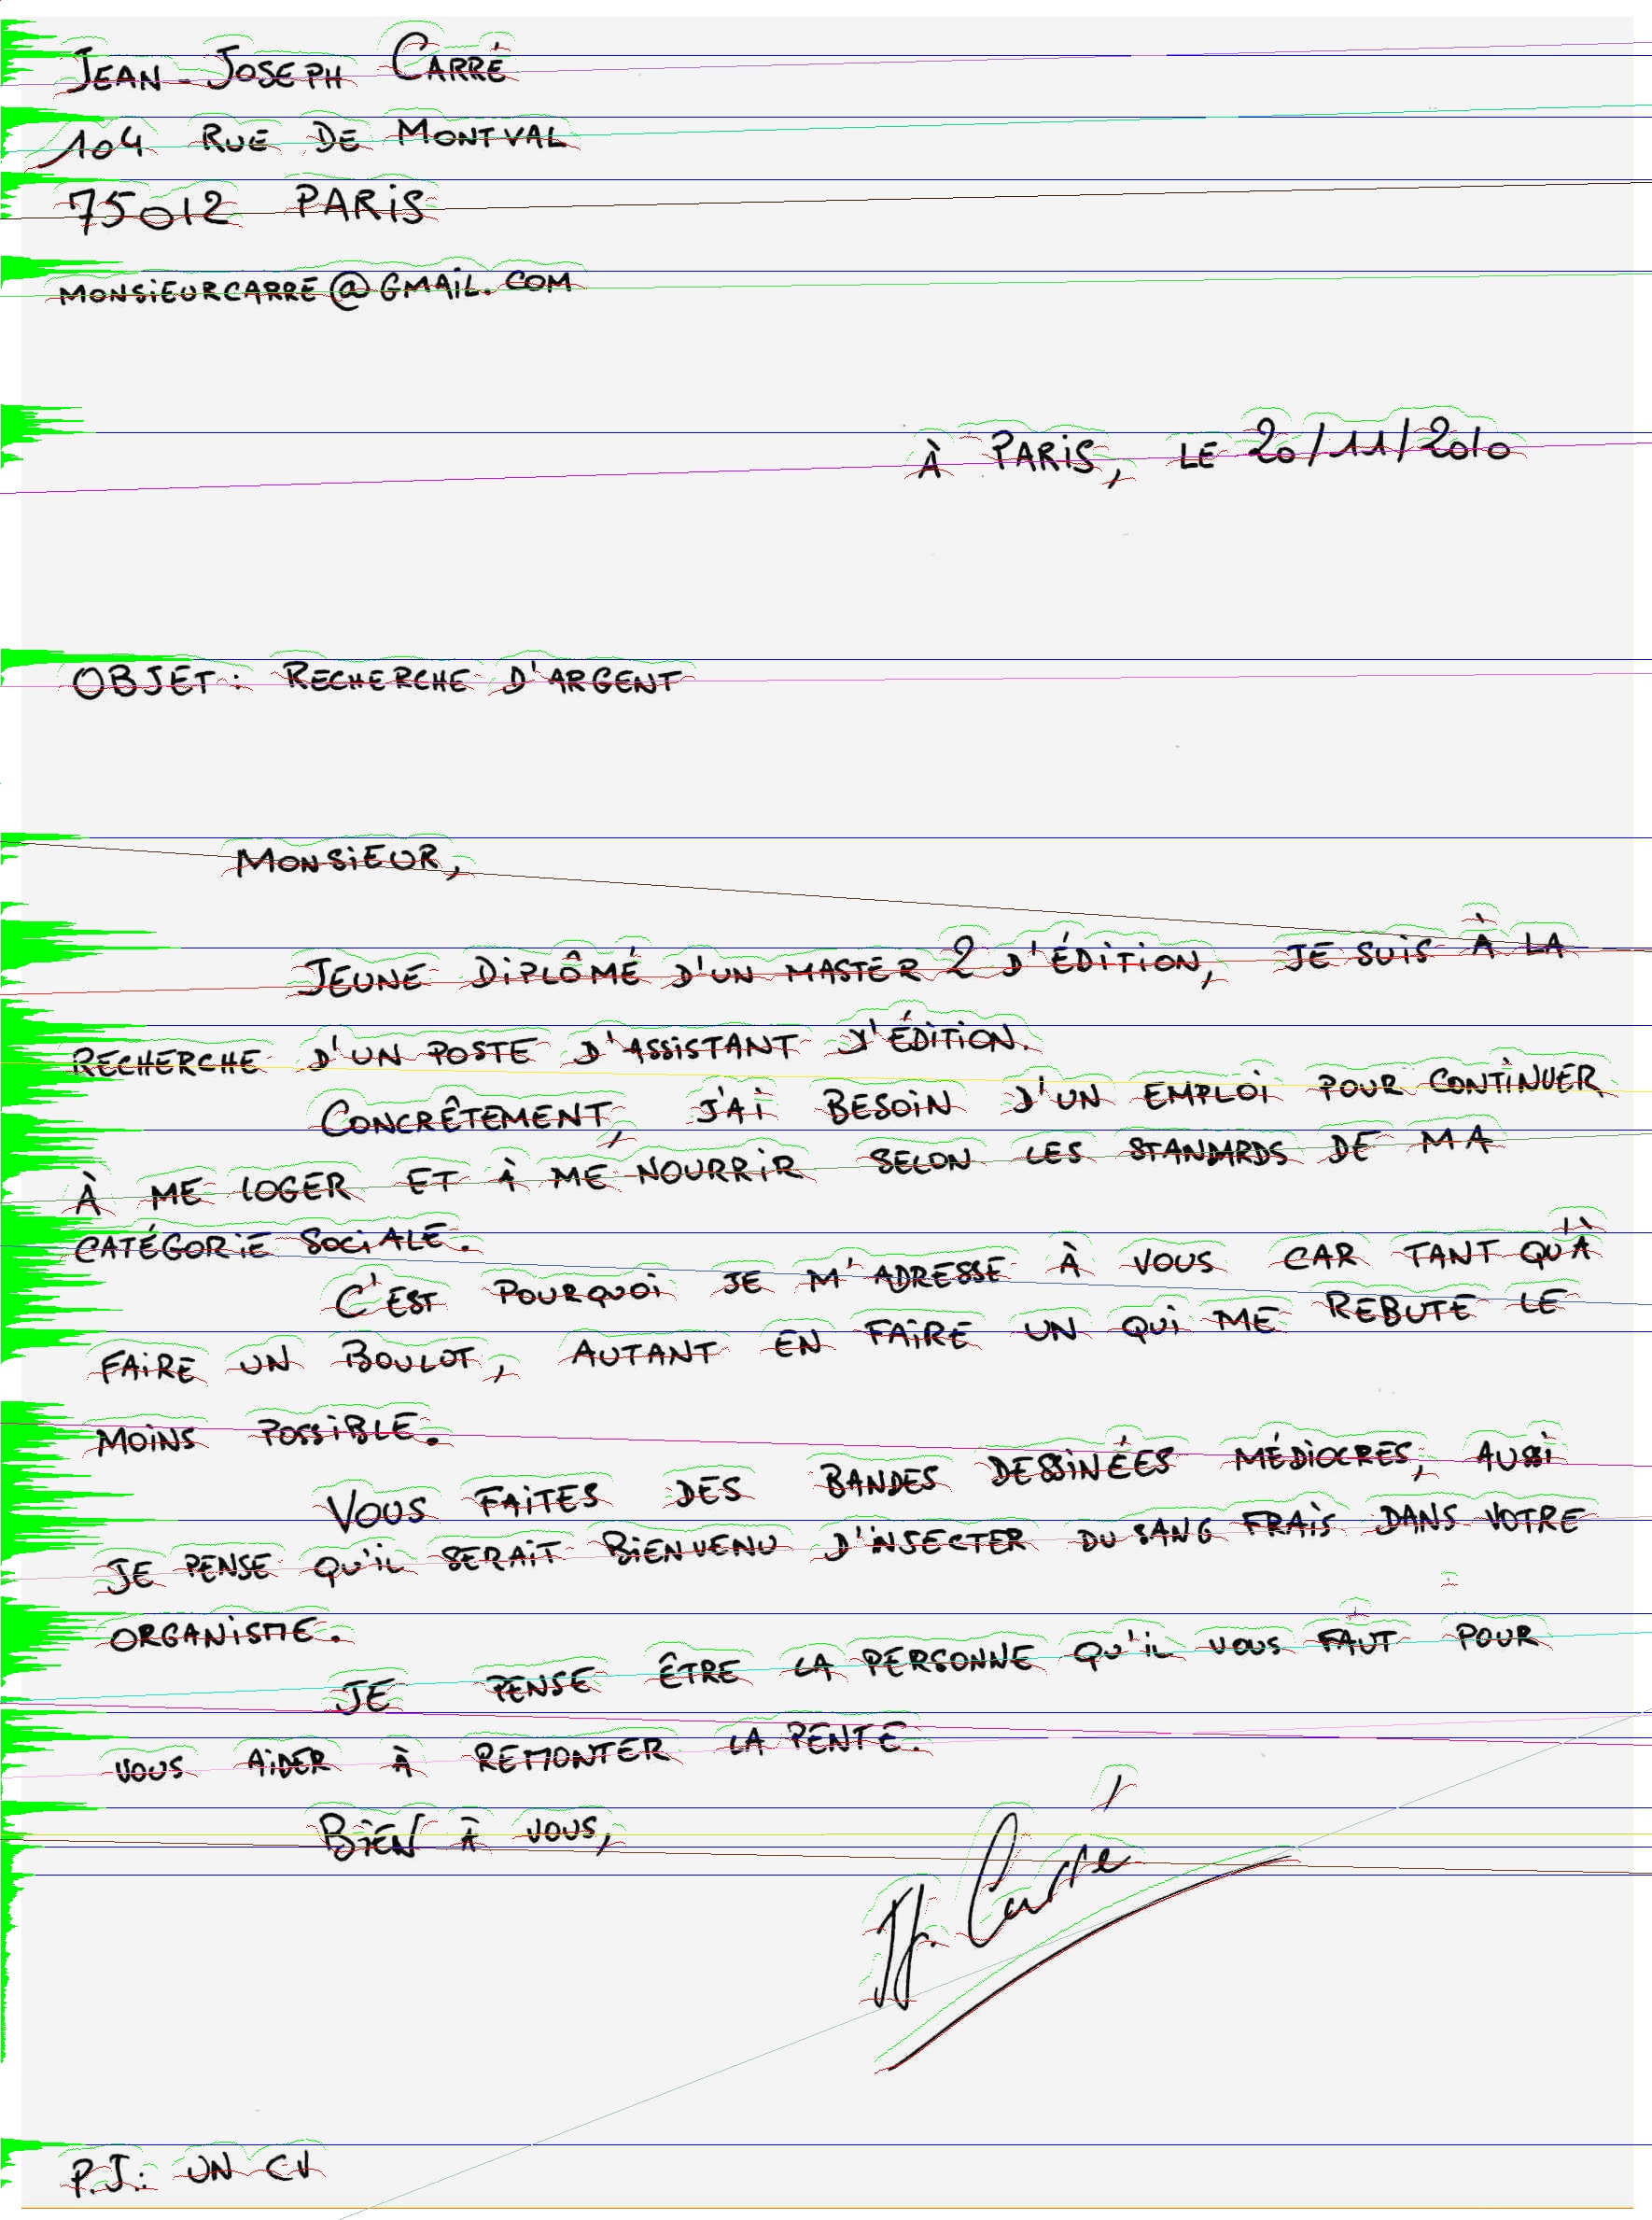 JEAN-JOSEPH CARRÉ
104 RUE DE MONTVAL
75012 PARIS
MONSIEURCARRE@GMAIL.COM
À PARIS, LE 20/11/2010
OBJET: RECHERCHE D'ARGENT
MONSIEUR,
JEUNE DIPLÔMÉ D'UN MASTER 2 D'ÉDITION, JE SUIS À LA
RECHERCHE D'UN POSTE D'ASSISTANT D'ÉDITION.
CONCRÊTEMENT, J'AI BESOIN D'UN EMPLOI POUR CONTINUER
À ME LOGER ET À ME NOURRIR SELON LES STANDARDS DE MA
CATÉGORIE SOCIALE.
C'EST POURQUOI JE M'ADRESSE À VOUS CAR TANT QU'À
FAIRE UN BOULOT, AUTANT EN FAIRE UN QUI ME REBUTE LE
MOINS POSSIBLE.
VOUS FAITES DES BANDES DESSINÉES MÉDIOCRES, AUSSI
JE PENSE QU'IL SERAIT BIENVENU D'INSECTER DU SANG FRAIS DANS VOTRE
ORGANISME.
JE PENSE ÊTRE LA PERSONNE QU'IL VOUS FAUT POUR
VOUS AIDER À REMONTER LA PENTE.
BIEN À VOUS,
JJ. Carré
P.J.: UN CV